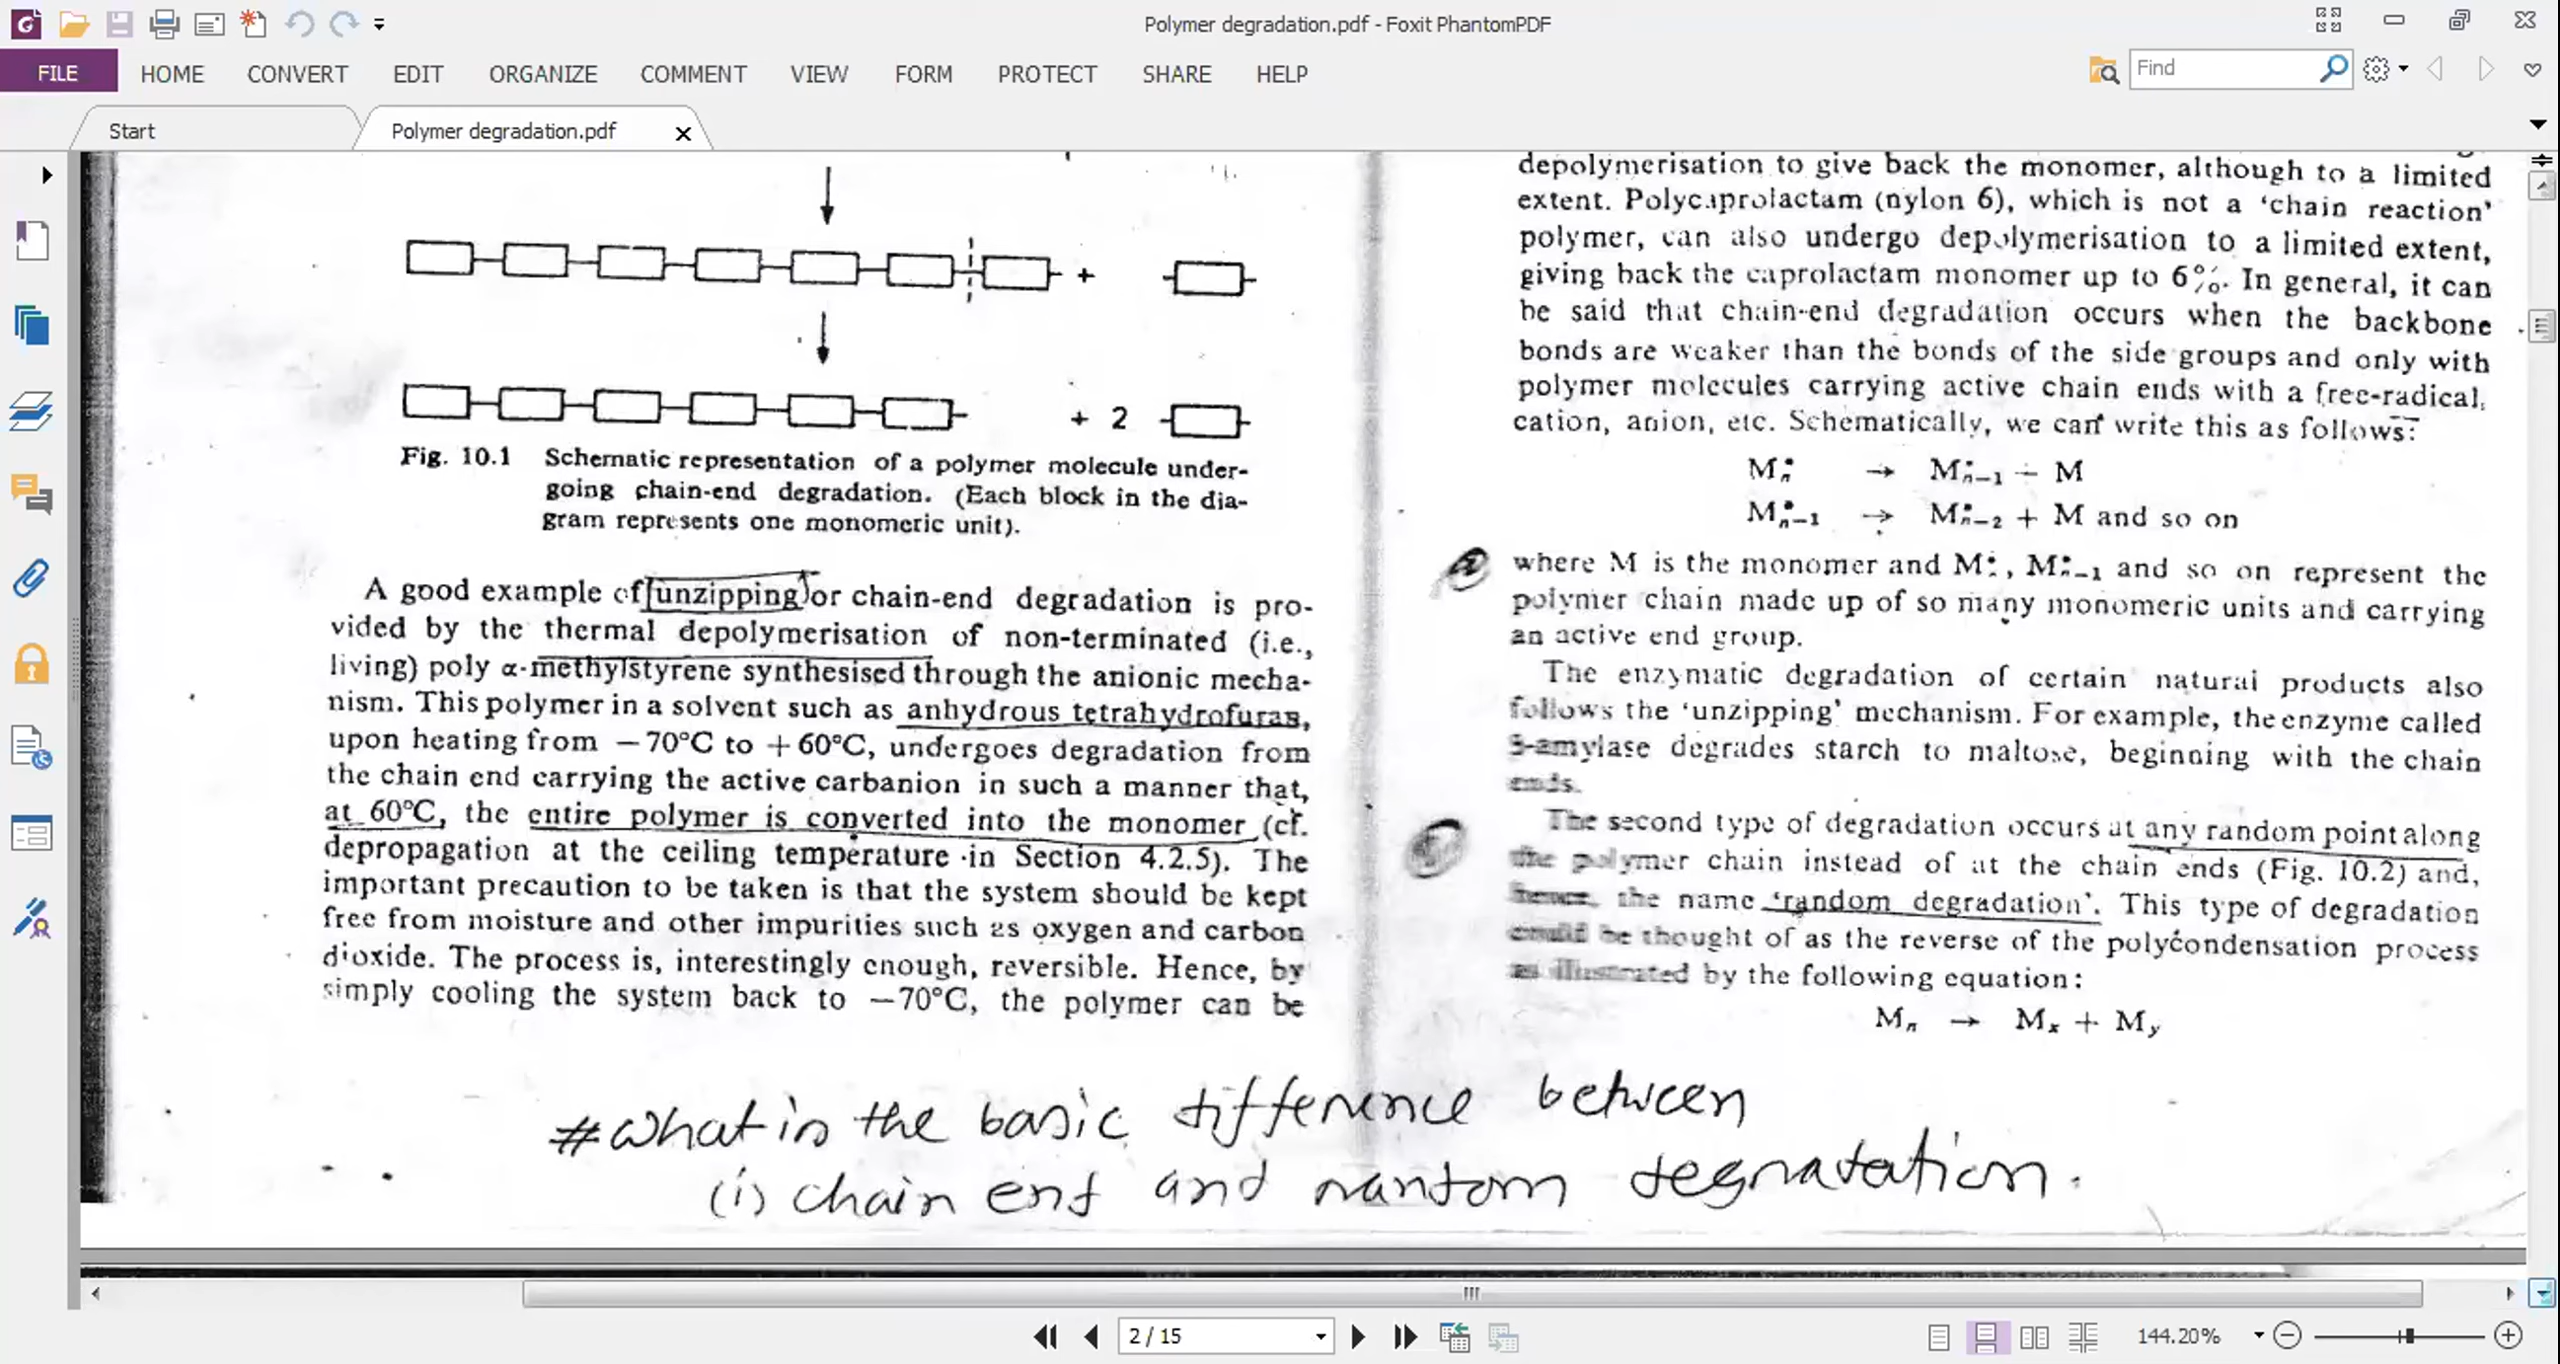 Polymer degradation.pdf - Foxit PhantomPDF
FILE HOME CONVERT EDIT ORGANIZE COMMENT VIEW FORM PROTECT SHARE HELP
Find
Start
Polymer degradation.pdf
+
+ 2
Fig. 10.1 Schematic representation of a polymer molecule under-
going chain-end degradation. (Each block in the dia-
gram represents one monomeric unit).
A good example of unzipping or chain-end degradation is pro-
vided by the thermal depolymerisation of non-terminated (i.e.,
living) poly α-methylstyrene synthesised through the anionic mecha-
nism. This polymer in a solvent such as anhydrous tetrahydrofuran,
upon heating from −70°C to +60°C, undergoes degradation from
the chain end carrying the active carbanion in such a manner that,
at 60°C, the entire polymer is converted into the monomer (cf.
depropagation at the ceiling temperature in Section 4.2.5). The
important precaution to be taken is that the system should be kept
free from moisture and other impurities such as oxygen and carbon
dioxide. The process is, interestingly enough, reversible. Hence, by
simply cooling the system back to −70°C, the polymer can be
depolymerisation to give back the monomer, although to a limited
extent. Polycaprolactam (nylon 6), which is not a 'chain reaction'
polymer, can also undergo depolymerisation to a limited extent,
giving back the caprolactam monomer up to 6%. In general, it can
be said that chain-end degradation occurs when the backbone
bonds are weaker than the bonds of the side groups and only with
polymer molecules carrying active chain ends with a free-radical,
cation, anion, etc. Schematically, we can write this as follows:
Mₙ• → M•ₙ₋₁ + M
M•ₙ₋₁ → M•ₙ₋₂ + M and so on
where M is the monomer and M•ₙ, M•ₙ₋₁ and so on represent the
polymer chain made up of so many monomeric units and carrying
an active end group.
The enzymatic degradation of certain natural products also
follows the 'unzipping' mechanism. For example, the enzyme called
β-amylase degrades starch to maltose, beginning with the chain
ends.
The second type of degradation occurs at any random point along
the polymer chain instead of at the chain ends (Fig. 10.2) and,
hence, the name 'random degradation'. This type of degradation
could be thought of as the reverse of the polycondensation process
as illustrated by the following equation:
Mₙ → Mₓ + Mᵧ
# What is the basic difference between
(i) chain end and random degradation.
2 / 15
144.20%